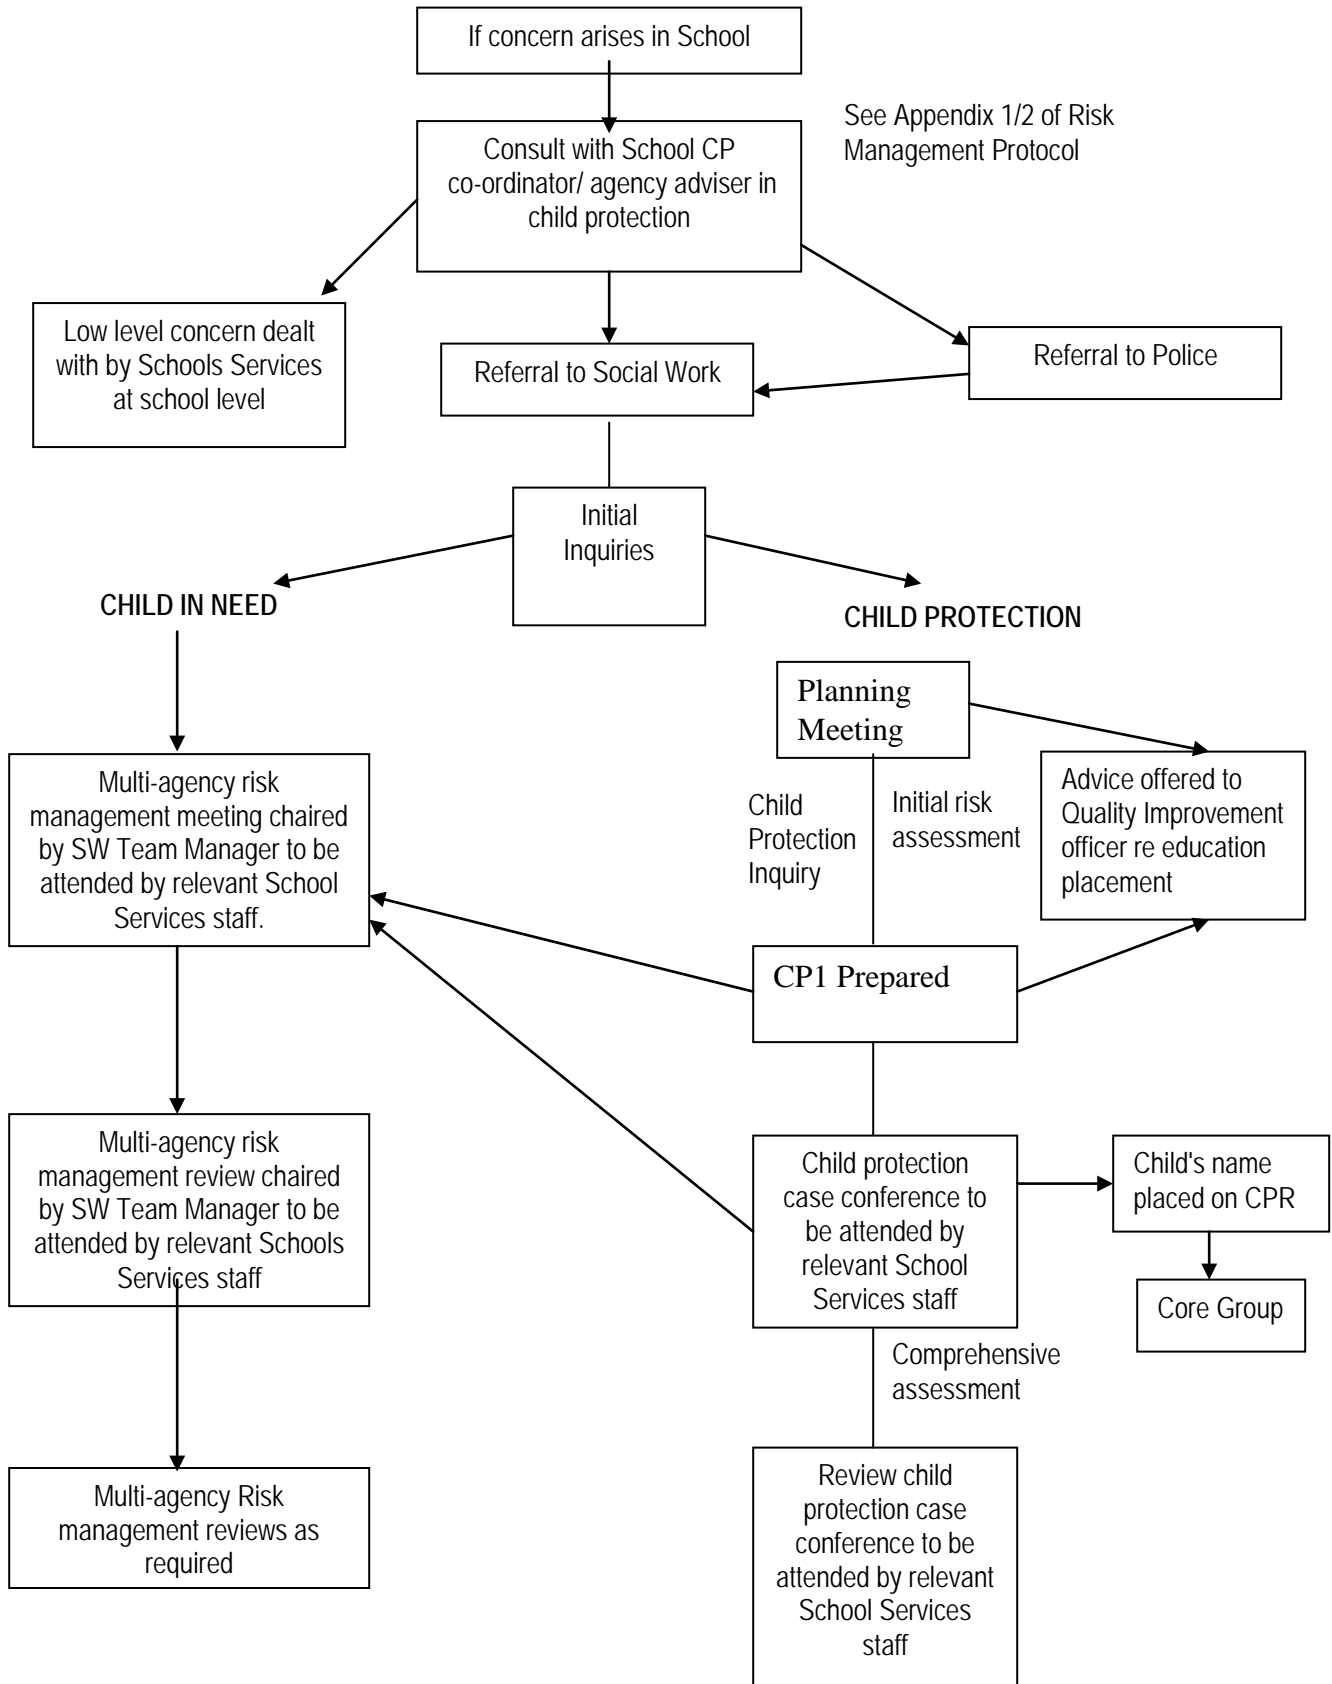 If concern arises in School
See Appendix 1/2 of Risk
Management Protocol
Consult with School CP
co-ordinator/ agency adviser in
child protection
Low level concern dealt
with by Schools Services
at school level
Referral to Social Work
Referral to Police
Initial
Inquiries
CHILD IN NEED
CHILD PROTECTION
Planning
Meeting
Multi-agency risk
management meeting chaired
by SW Team Manager to be
attended by relevant School
Services staff.
Child
Protection
Inquiry
Initial risk
assessment
Advice offered to
Quality Improvement
officer re education
placement
CP1 Prepared
Multi-agency risk
management review chaired
by SW Team Manager to be
attended by relevant Schools
Services staff
Child protection
case conference to
be attended by
relevant School
Services staff
Child's name
placed on CPR
Core Group
Comprehensive
assessment
Multi-agency Risk
management reviews as
required
Review child
protection case
conference to be
attended by relevant
School Services
staff